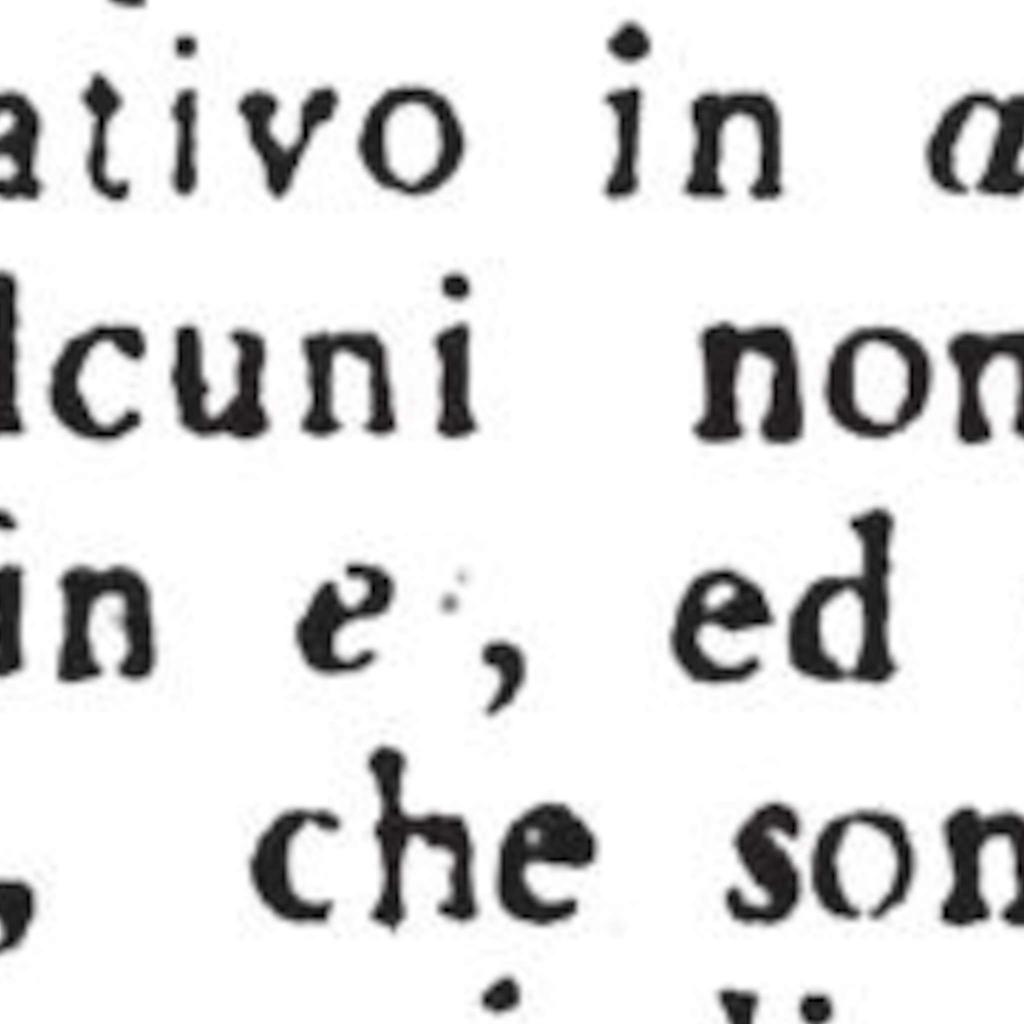 ativo in a
lcuni non
in e, ed
, che son